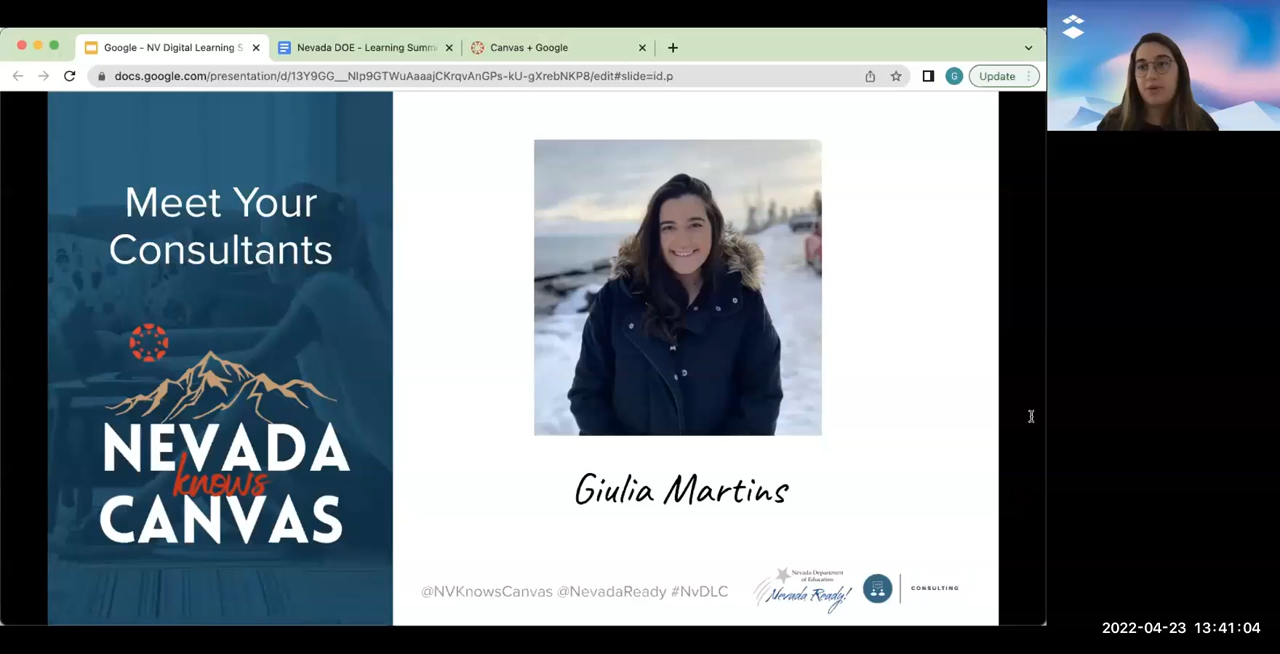 Google - NV Digital Learning S
Nevada DOE - Learning Summ
Canvas + Google
docs.google.com/presentation/d/13Y9GG__Nlp9GTWuAaaajCKrqvAnGPs-kU-gXrebNKP8/edit#slide=id.p
G
Update
Meet Your
Consultants
NEVADA
knows
CANVAS
Giulia Martins
@NVKnowsCanvas @NevadaReady #NvDLC
Nevada Department
of Education
Nevada Ready!
CONSULTING
2022-04-23 13:41:04